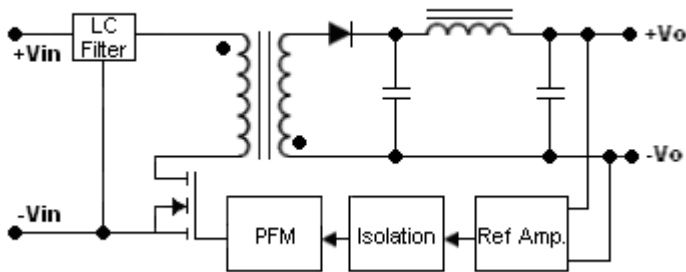 LC
Filter
+Vin
+Vo
-Vo
-Vin
PFM
Isolation
Ref Amp.